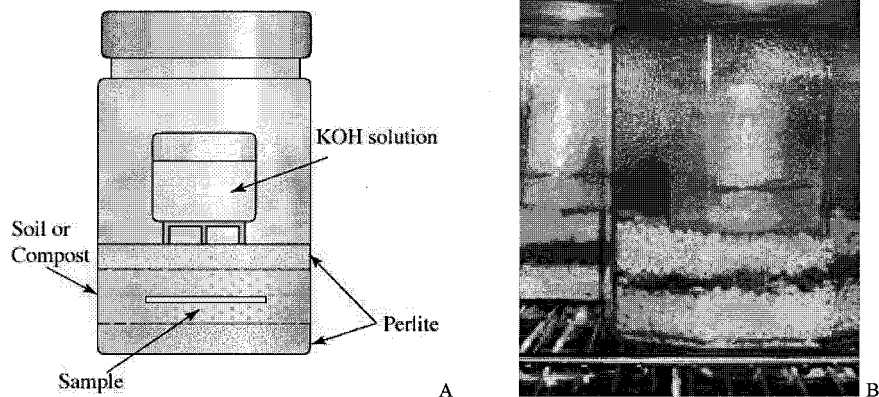 KOH solution
Soil or
Compost
Perlite
Sample
A
B